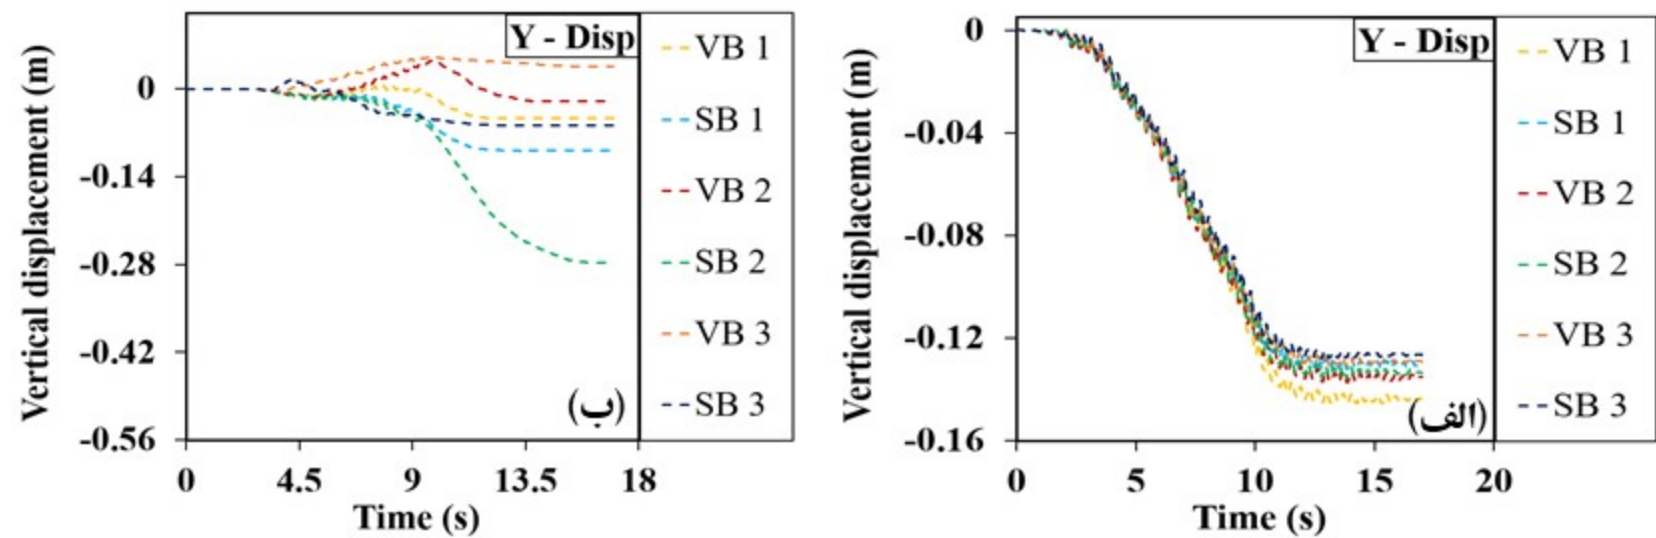 Y - Disp
Vertical displacement (m)
0
-0.14
-0.28
-0.42
-0.56
0
4.5
9
13.5
18
Time (s)
(ب)
VB 1
SB 1
VB 2
SB 2
VB 3
SB 3
Y - Disp
Vertical displacement (m)
0
-0.04
-0.08
-0.12
-0.16
0
5
10
15
20
Time (s)
(الف)
VB 1
SB 1
VB 2
SB 2
VB 3
SB 3